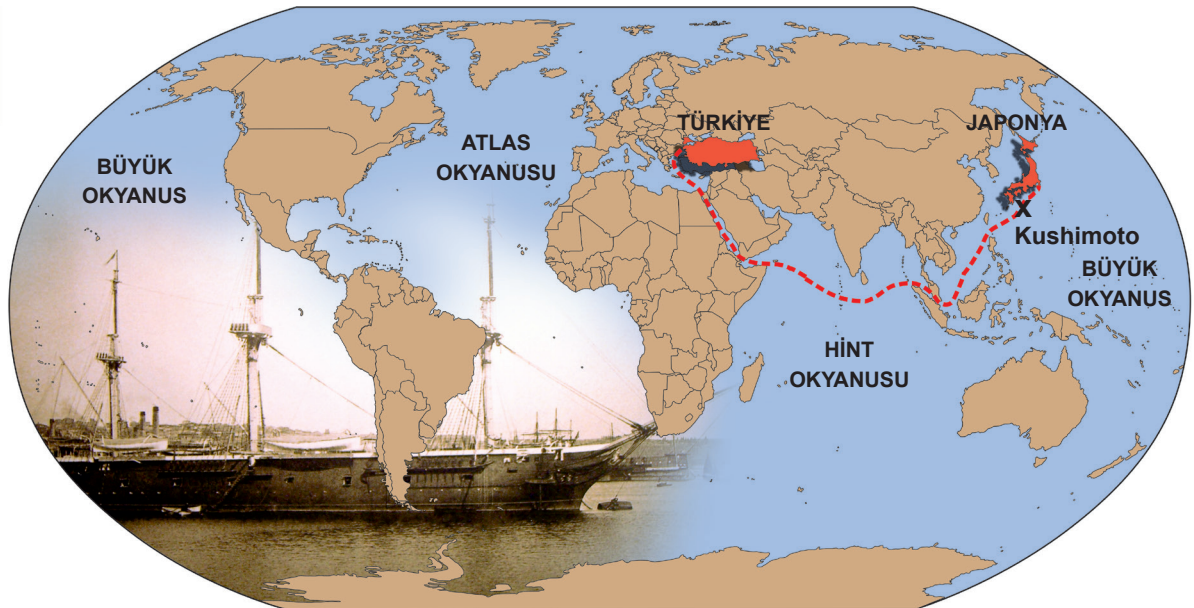 TÜRKİYE
JAPONYA
ATLAS
OKYANUSU
BÜYÜK
OKYANUS
X
Kushimoto
BÜYÜK
OKYANUS
HİNT
OKYANUSU